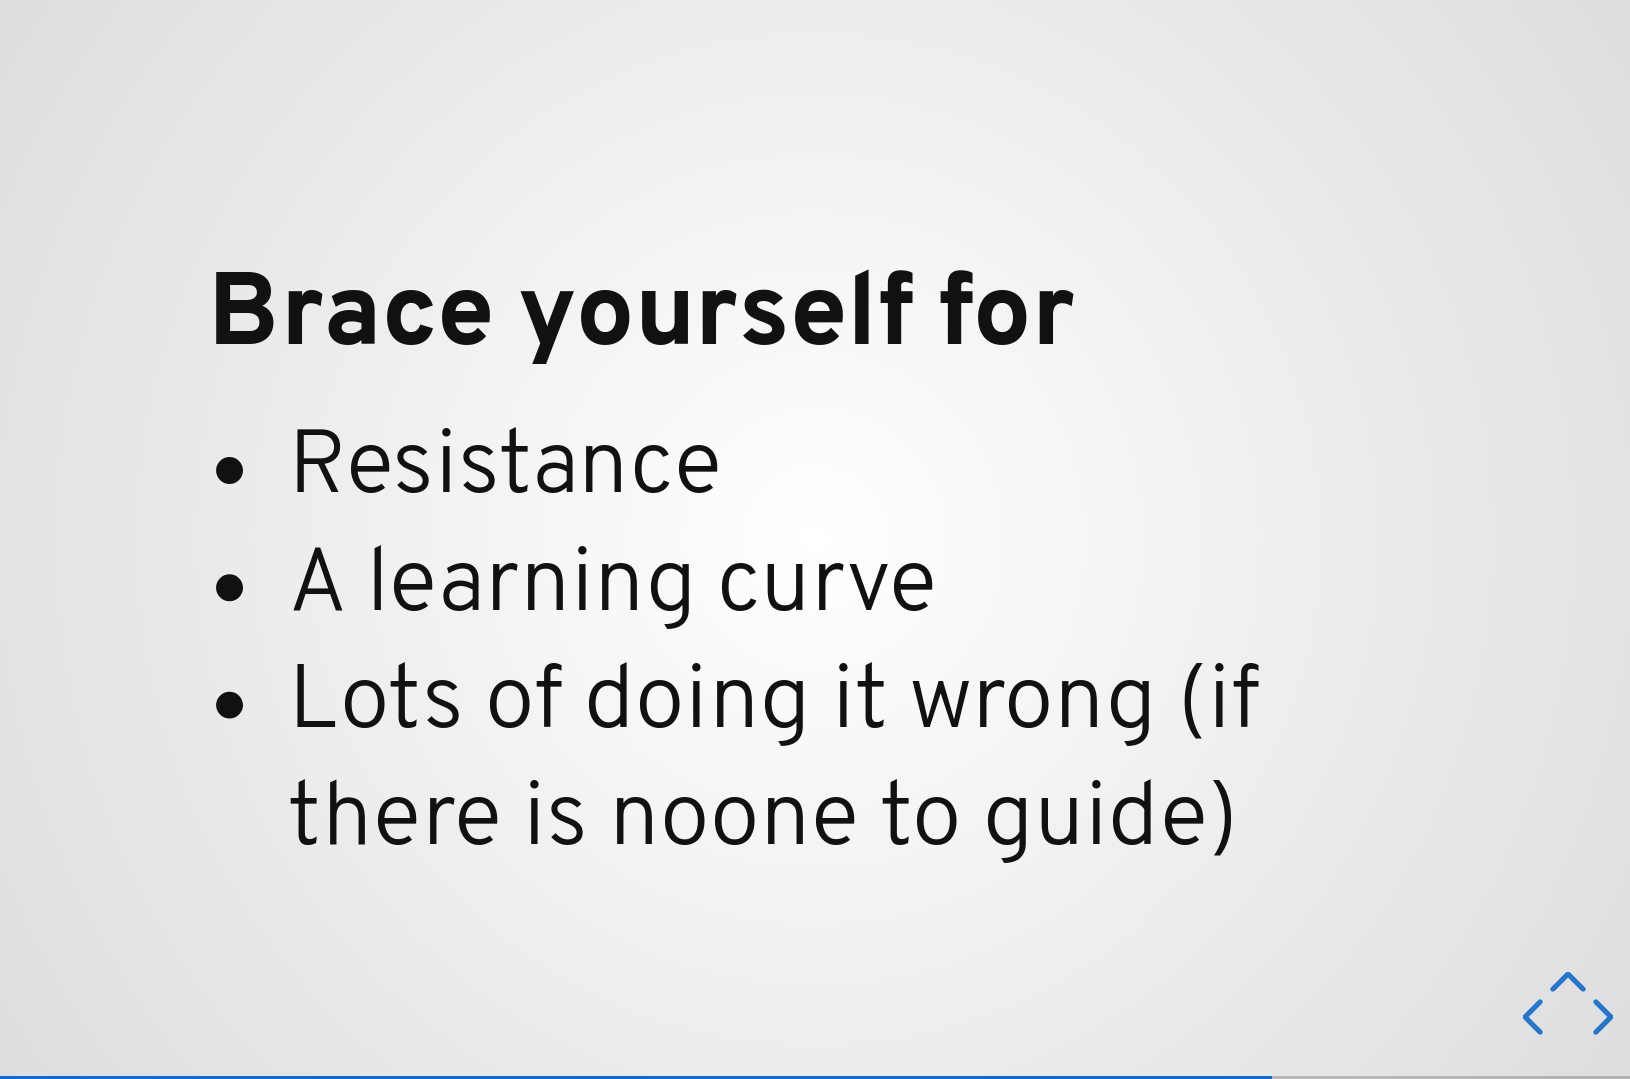 Brace yourself for
• Resistance
• A learning curve
• Lots of doing it wrong (if
there is noone to guide)